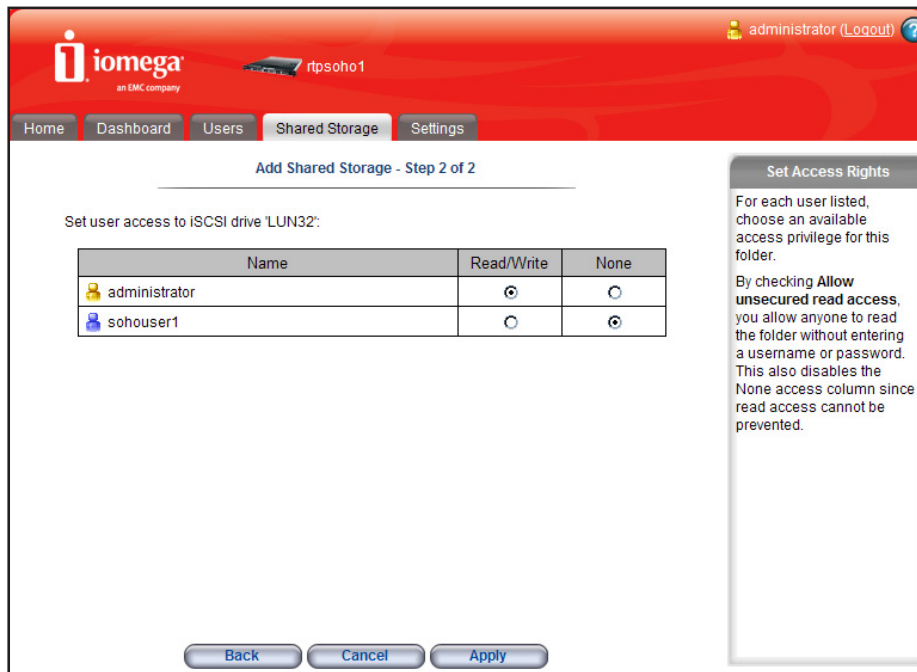 administrator (Logout) ?
iomega
an EMC company
rtpsoho1
Home Dashboard Users Shared Storage Settings
Add Shared Storage - Step 2 of 2
Set user access to iSCSI drive 'LUN32':
Name Read/Write None
administrator
sohouser1
Back Cancel Apply
Set Access Rights
For each user listed,
choose an available
access privilege for this
folder.
By checking Allow
unsecured read access,
you allow anyone to read
the folder without entering
a username or password.
This also disables the
None access column since
read access cannot be
prevented.